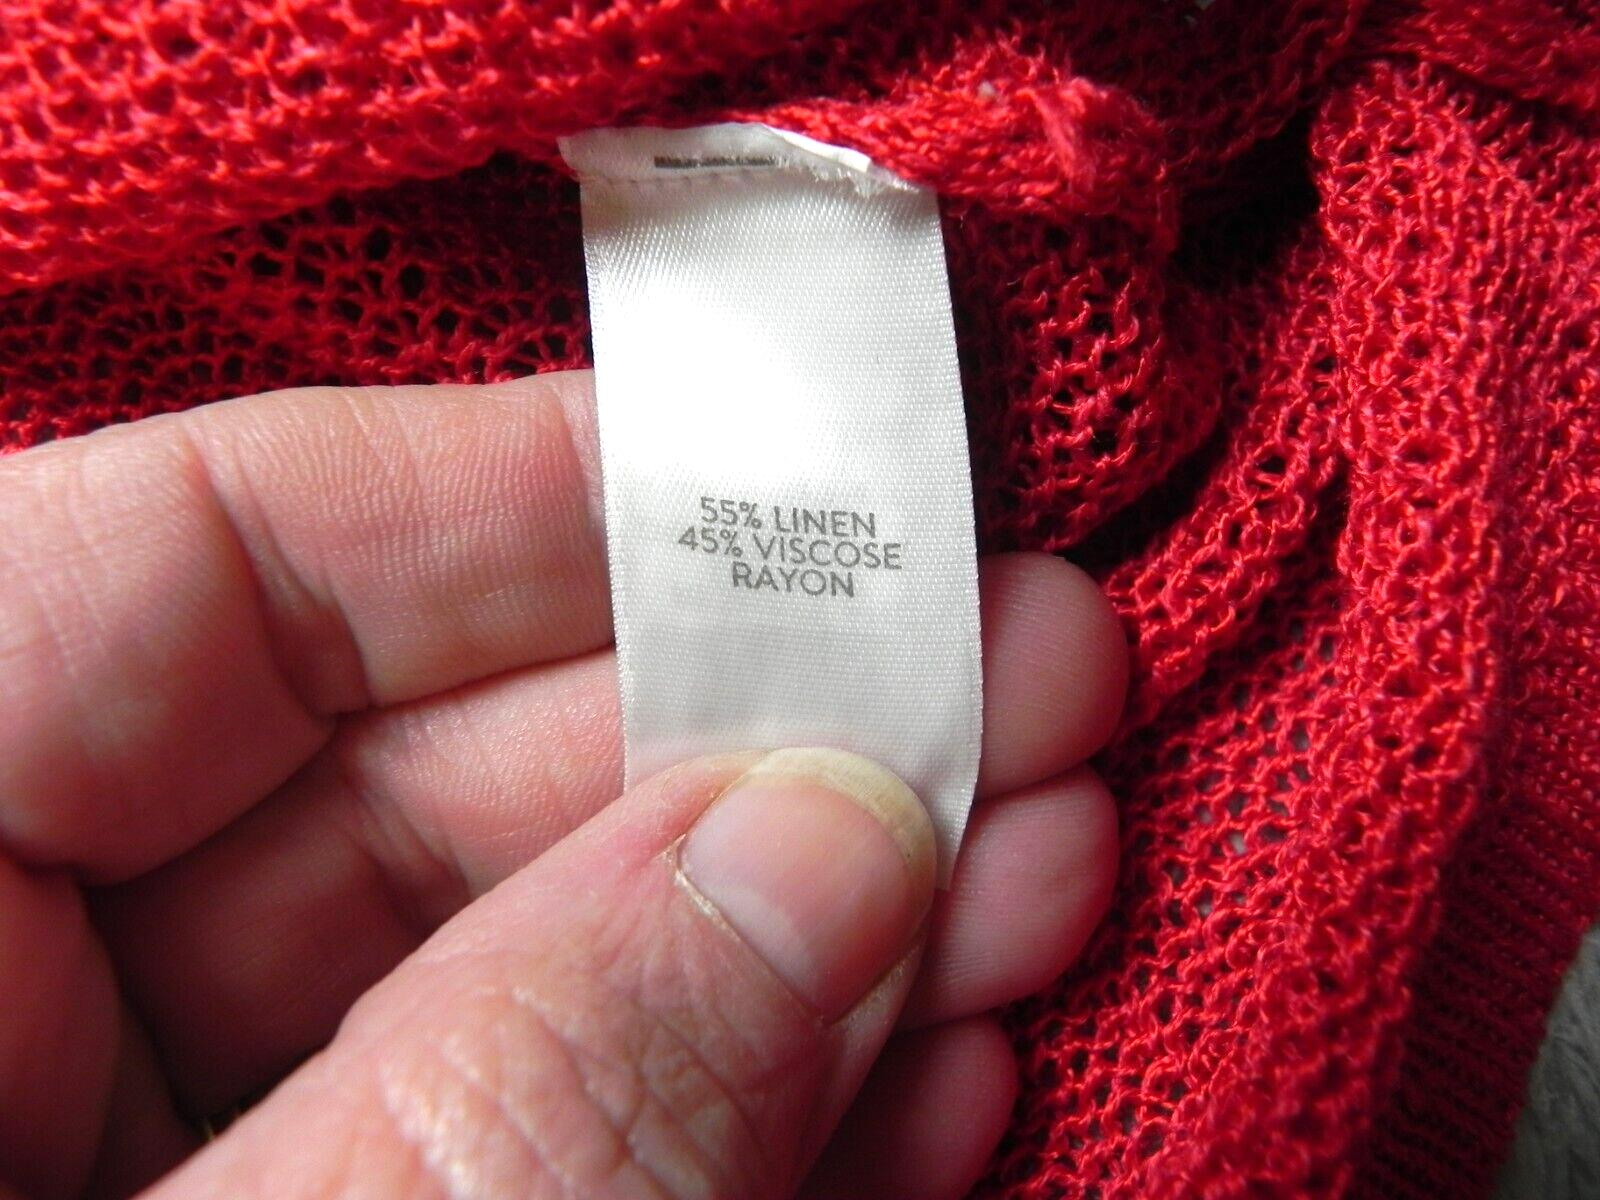 55% LINEN
45% VISCOSE
RAYON